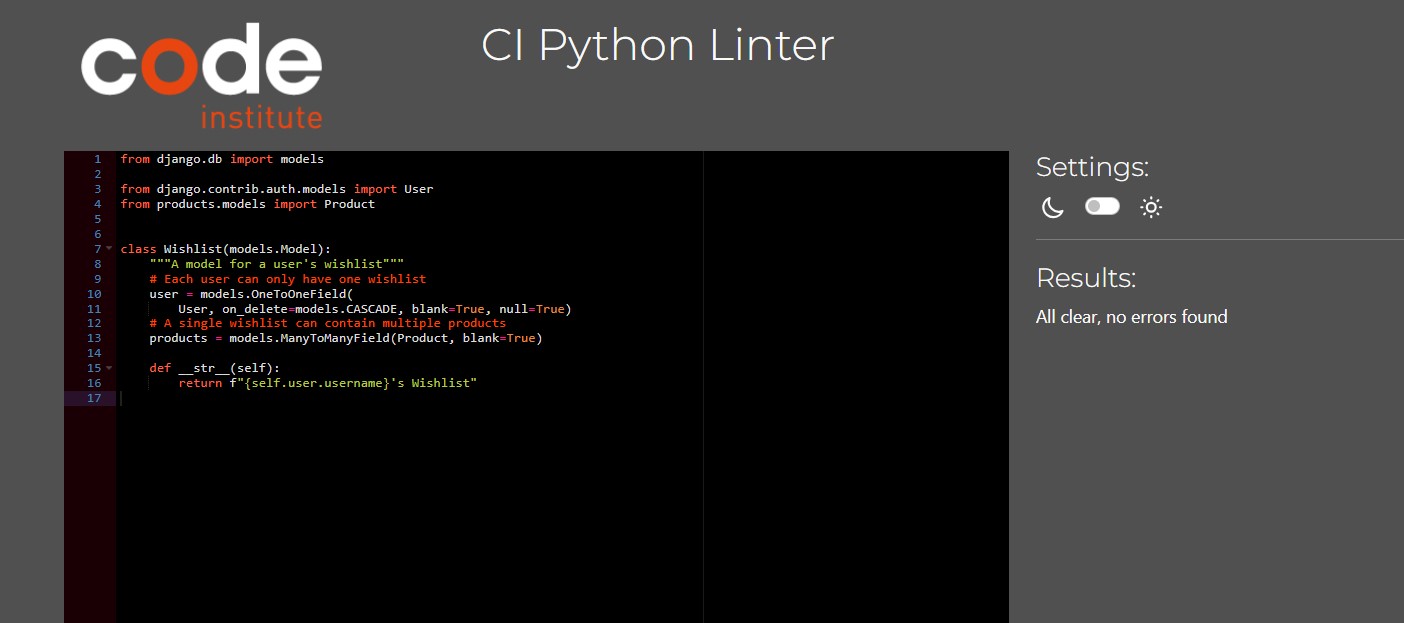 code
institute
CI Python Linter
1 from django.db import models
2
3 from django.contrib.auth.models import User
4 from products.models import Product
5
6
7 class Wishlist(models.Model):
8     """A model for a user's wishlist"""
9     # Each user can only have one wishlist
10     user = models.OneToOneField(
11         User, on_delete=models.CASCADE, blank=True, null=True)
12     # A single wishlist can contain multiple products
13     products = models.ManyToManyField(Product, blank=True)
14
15     def __str__(self):
16         return f"{self.user.username}'s Wishlist"
17
Settings:
Results:
All clear, no errors found